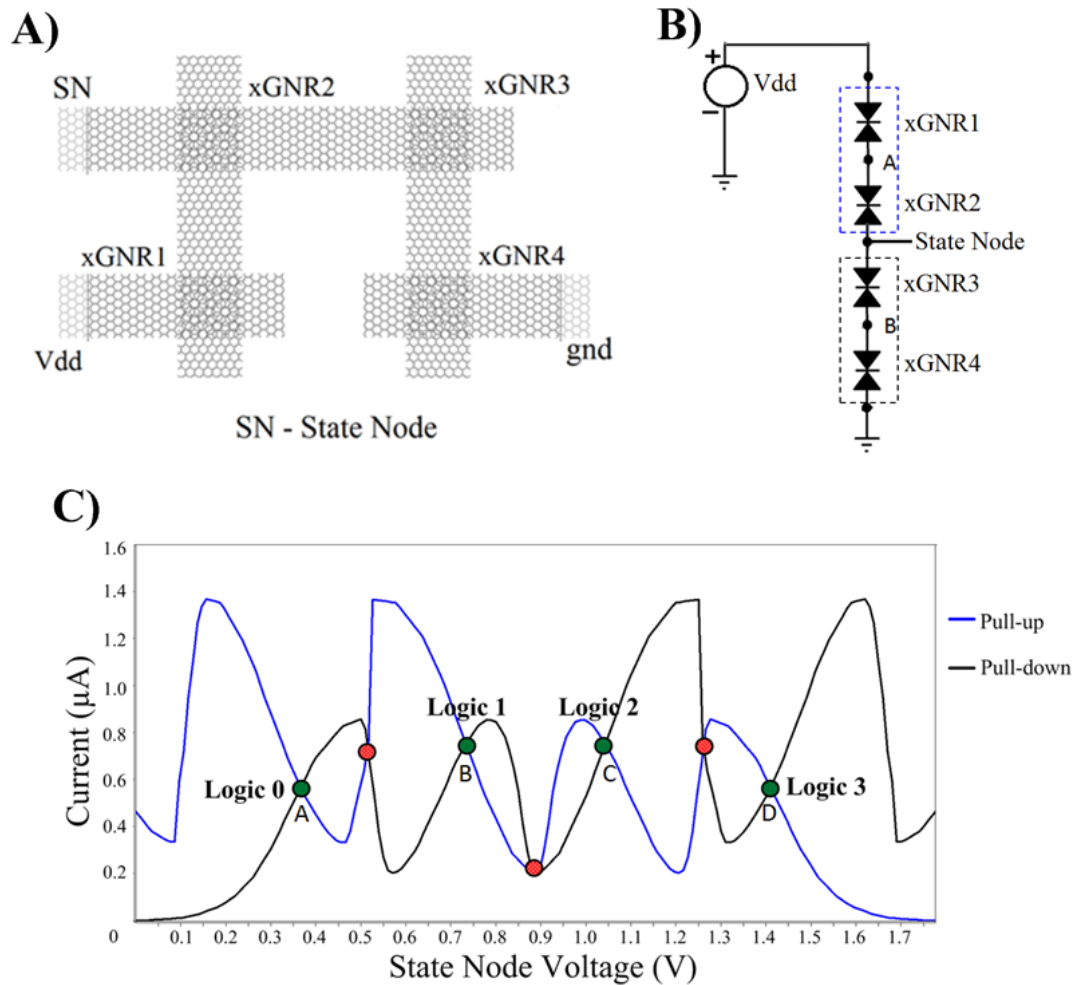 A)
SN
xGNR2
xGNR3
xGNR1
xGNR4
Vdd
gnd
SN - State Node
B)
+
Vdd
−
xGNR1
A
xGNR2
State Node
xGNR3
B
xGNR4
C)
Current (µA)
1.6
1.4
1.2
1.0
0.8
0.6
0.4
0.2
0
Logic 0
A
Logic 1
B
Logic 2
C
Logic 3
D
Pull-up
Pull-down
0.1 0.2 0.3 0.4 0.5 0.6 0.7 0.8 0.9 1.0 1.1 1.2 1.3 1.4 1.5 1.6 1.7
State Node Voltage (V)